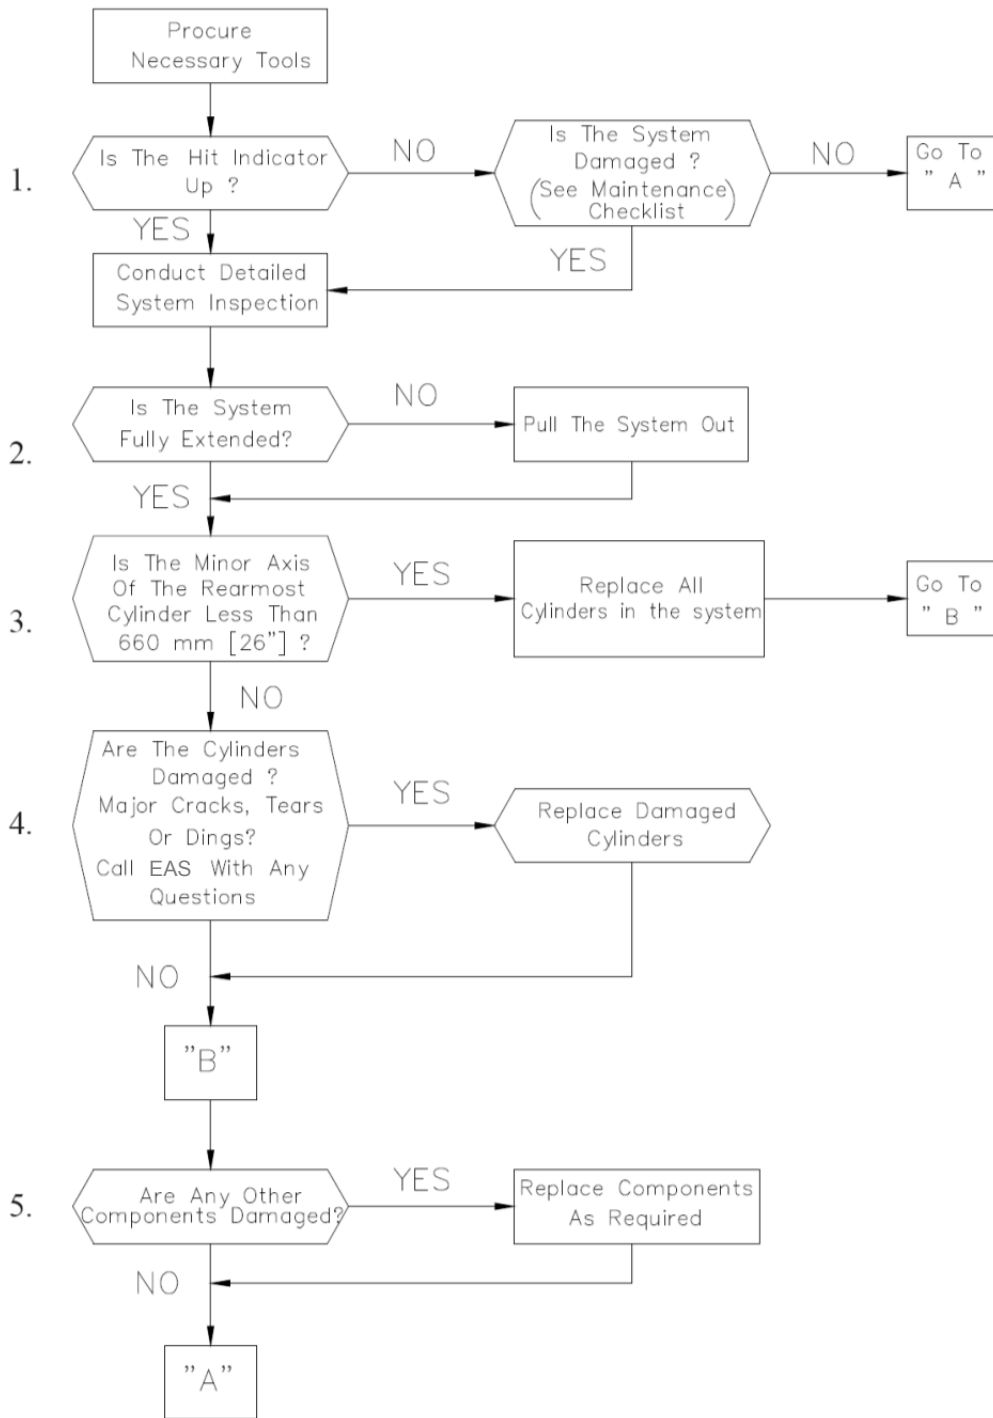 Procure
Necessary Tools
1.
Is The Hit Indicator
Up ?
NO
Is The System
Damaged ?
(See Maintenance)
Checklist
NO
Go To
" A "
YES
YES
Conduct Detailed
System Inspection
2.
Is The System
Fully Extended?
NO
Pull The System Out
YES
3.
Is The Minor Axis
Of The Rearmost
Cylinder Less Than
660 mm [26"] ?
YES
Replace All
Cylinders in the system
Go To
" B "
NO
4.
Are The Cylinders
Damaged ?
Major Cracks, Tears
Or Dings?
Call EAS With Any
Questions
YES
Replace Damaged
Cylinders
NO
"B"
5.
Are Any Other
Components Damaged?
YES
Replace Components
As Required
NO
"A"